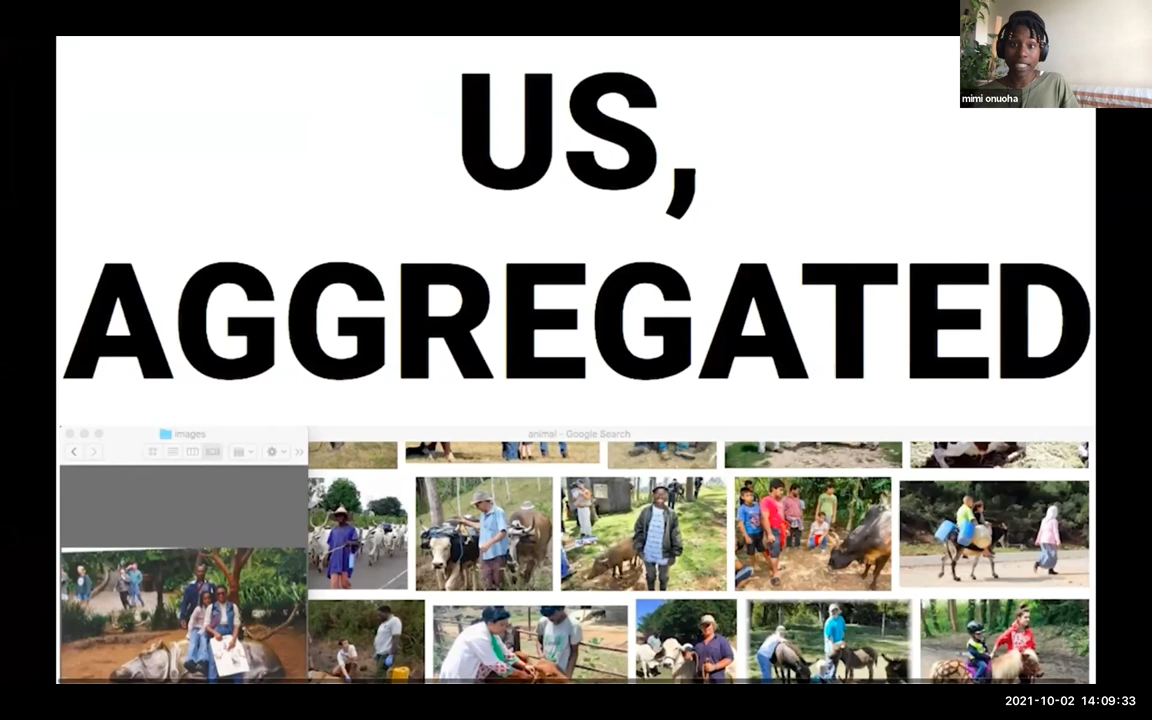 US,
AGGREGATED
mimi onuoha
images
animal - Google Search
2021-10-02 14:09:33